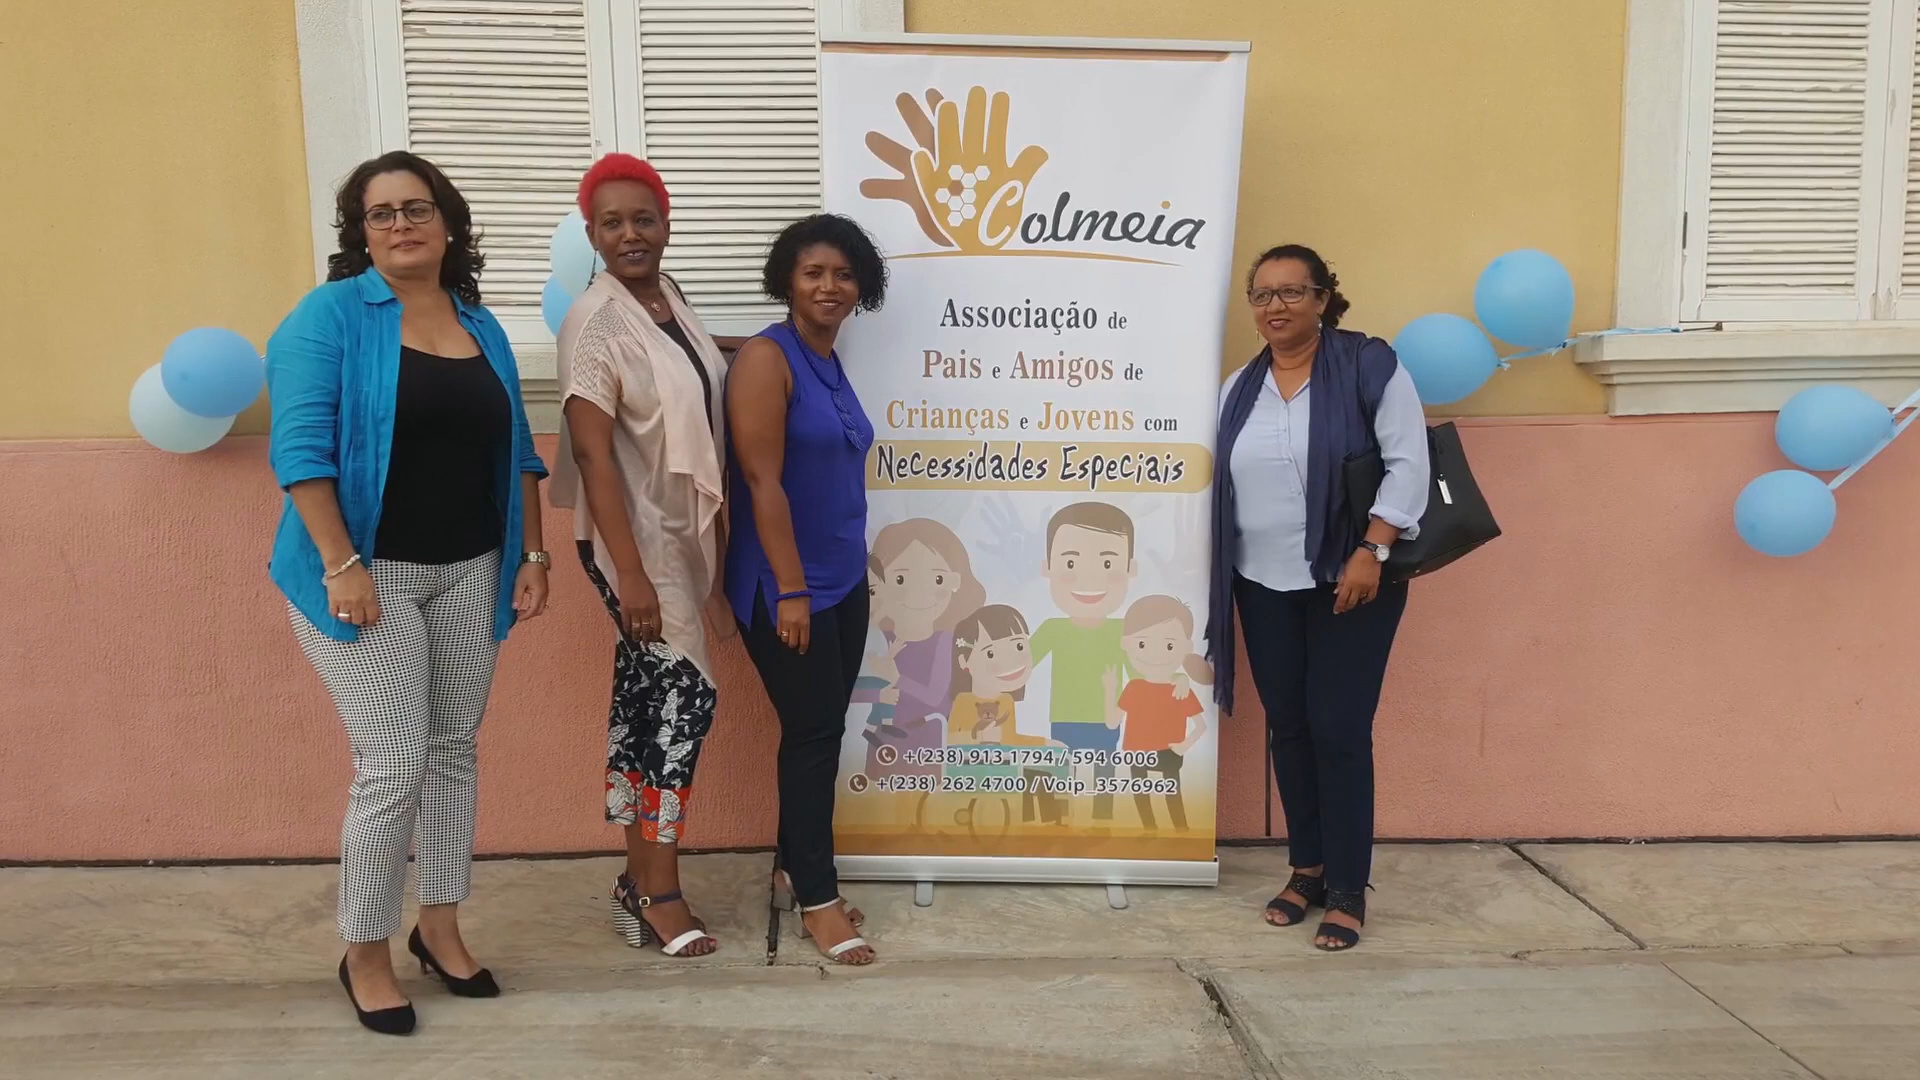 Colmeia
Associação de
Pais e Amigos de
Crianças e Jovens com
Necessidades Especiais
+(238) 913 1794 / 594 6006
+(238) 262 4700 / Voip_3576962